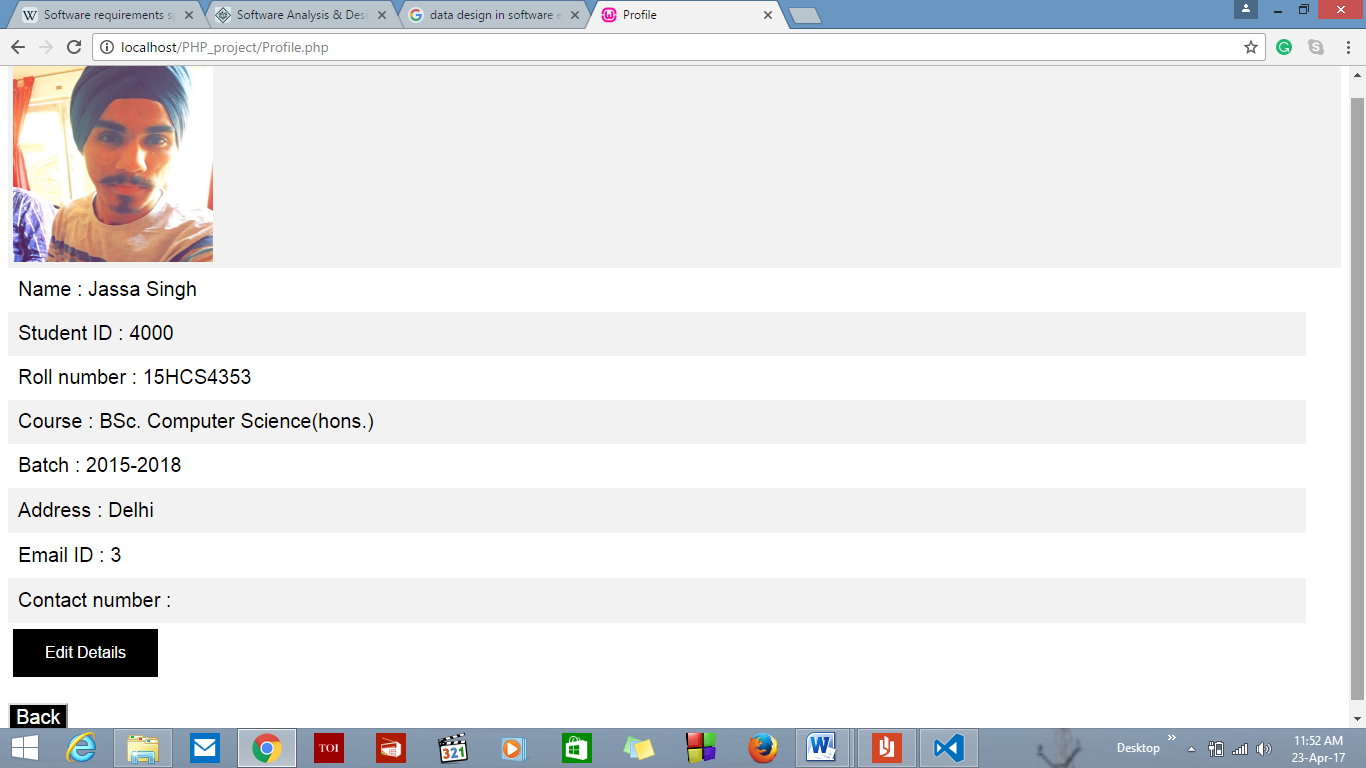 Software requirements sp
Software Analysis & Desi
data design in software e
Profile
localhost/PHP_project/Profile.php
Name : Jassa Singh
Student ID : 4000
Roll number : 15HCS4353
Course : BSc. Computer Science(hons.)
Batch : 2015-2018
Address : Delhi
Email ID : 3
Contact number :
Edit Details
Back
TOI
321
Desktop
11:52 AM
23-Apr-17